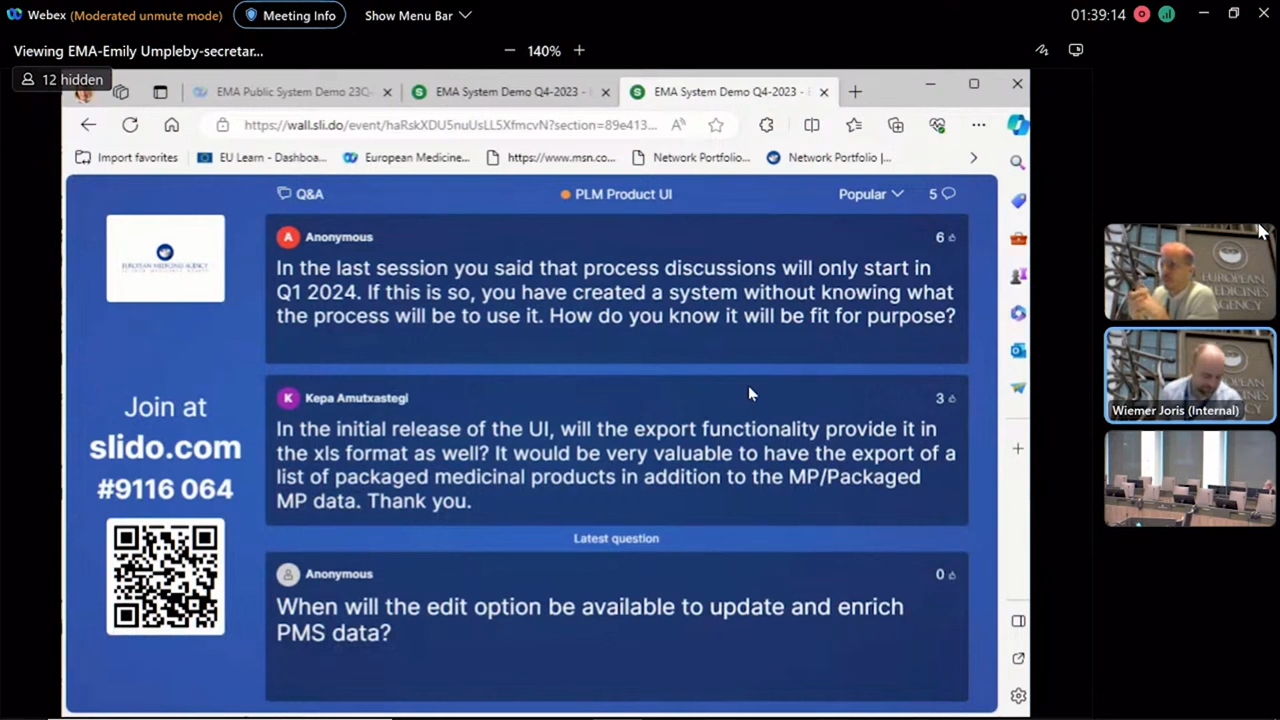 Webex (Moderated unmute mode) Meeting Info Show Menu Bar 01:39:14
Viewing EMA-Emily Umpleby-secretar... 140%
12 hidden
EMA Public System Demo 23Q- EMA System Demo Q4-2023 - EMA System Demo Q4-2023 -
https://wall.sli.do/event/haRskXDU5nuUsLL5XfmcvN?section=89e413...
Import favorites EU Learn - Dashboa... European Medicine... https://www.msn.co... Network Portfolio... Network Portfolio |...
Q&A PLM Product UI Popular 5
EUROPEAN MEDICINES AGENCY
Join at
slido.com
#9116 064
A Anonymous 6
In the last session you said that process discussions will only start in
Q1 2024. If this is so, you have created a system without knowing what
the process will be to use it. How do you know it will be fit for purpose?
K Kepa Amutxastegi 3
In the initial release of the UI, will the export functionality provide it in
the xls format as well? It would be very valuable to have the export of a
list of packaged medicinal products in addition to the MP/Packaged
MP data. Thank you.
Latest question
Anonymous 0
When will the edit option be available to update and enrich
PMS data?
EUROPEAN
MEDICINES
AGENCY
Wiemer Joris (Internal)